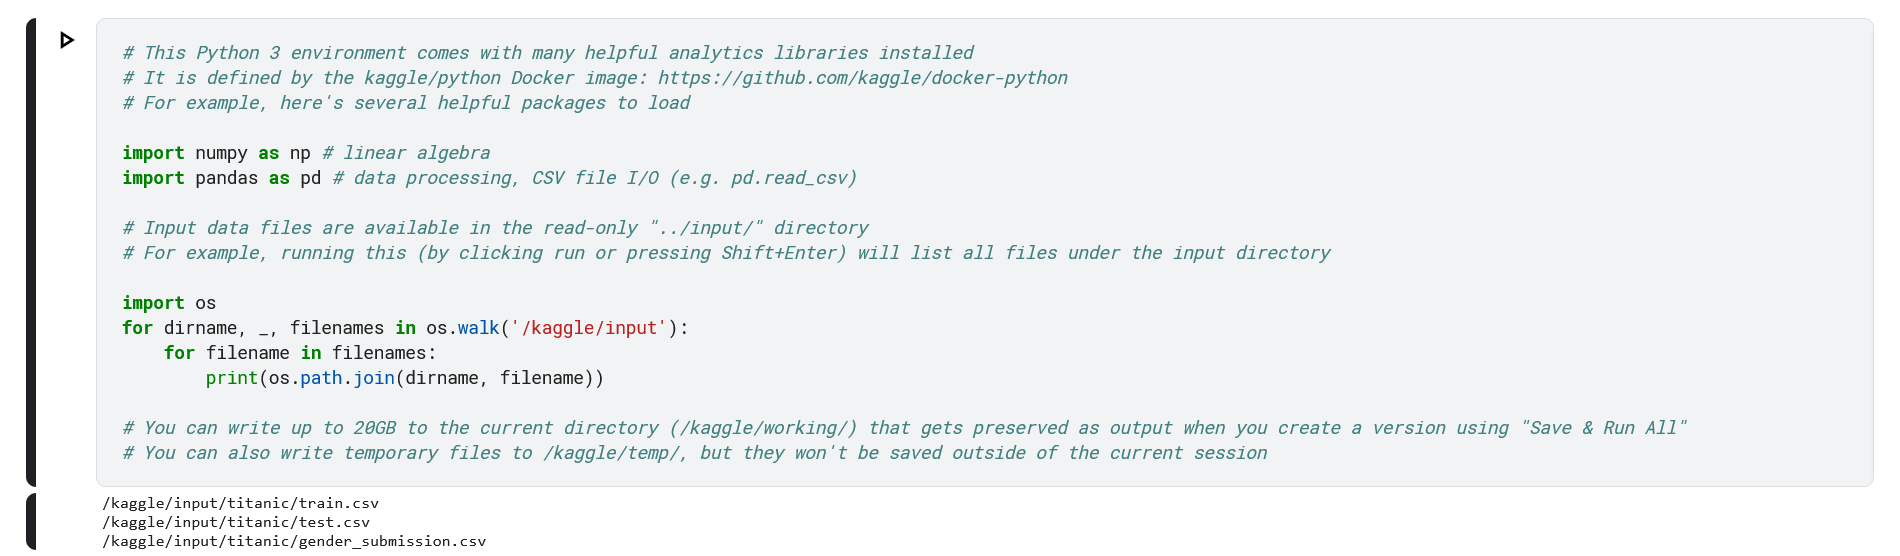 # This Python 3 environment comes with many helpful analytics libraries installed
# It is defined by the kaggle/python Docker image: https://github.com/kaggle/docker-python
# For example, here's several helpful packages to load
import numpy as np # linear algebra
import pandas as pd # data processing, CSV file I/O (e.g. pd.read_csv)
# Input data files are available in the read-only "../input/" directory
# For example, running this (by clicking run or pressing Shift+Enter) will list all files under the input directory
import os
for dirname, _, filenames in os.walk('/kaggle/input'):
    for filename in filenames:
        print(os.path.join(dirname, filename))
# You can write up to 20GB to the current directory (/kaggle/working/) that gets preserved as output when you create a version using "Save & Run All"
# You can also write temporary files to /kaggle/temp/, but they won't be saved outside of the current session
/kaggle/input/titanic/train.csv
/kaggle/input/titanic/test.csv
/kaggle/input/titanic/gender_submission.csv